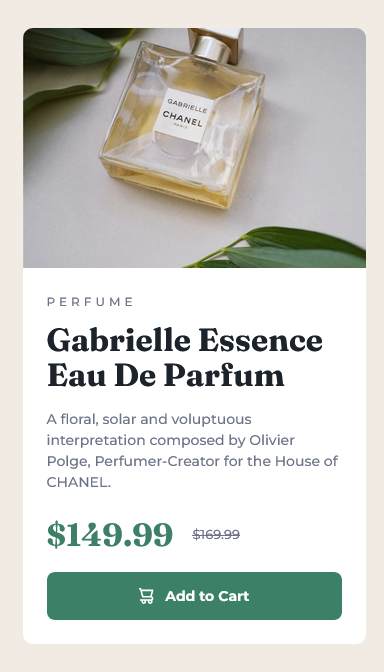 GABRIELLE
CHANEL
PARIS
PERFUME
Gabrielle Essence
Eau De Parfum
A floral, solar and voluptuous
interpretation composed by Olivier
Polge, Perfumer-Creator for the House of
CHANEL.
$149.99 $169.99
Add to Cart